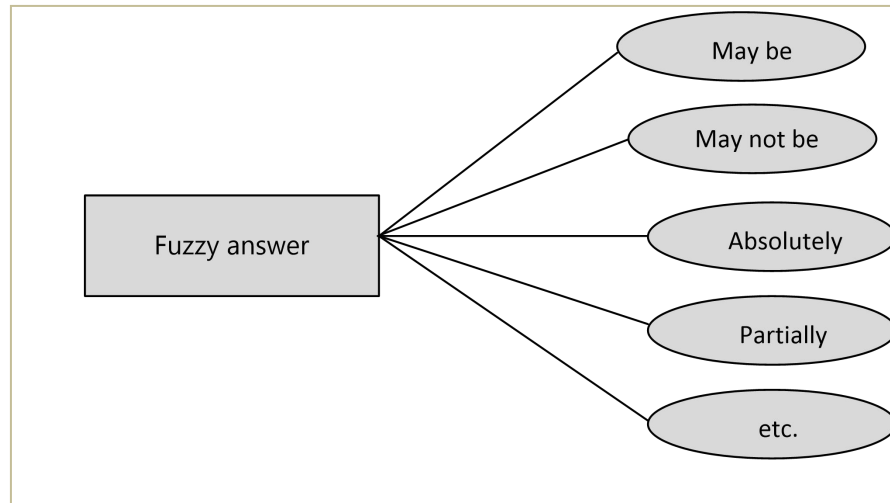 May be
May not be
Fuzzy answer
Absolutely
Partially
etc.